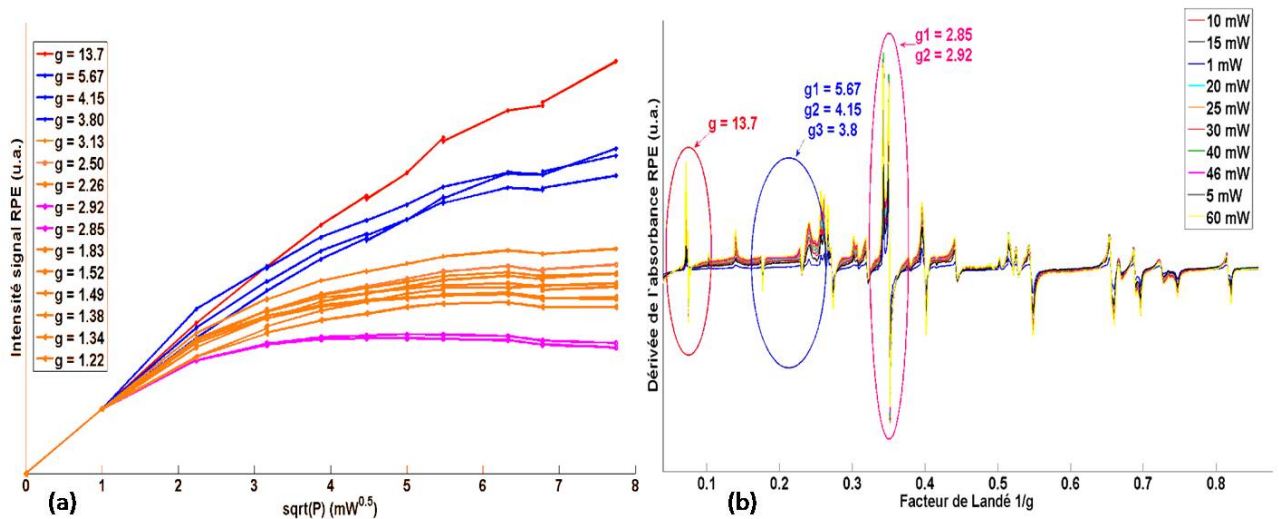 Intensité signal RPE (u.a.)
g = 13.7
g = 5.67
g = 4.15
g = 3.80
g = 3.13
g = 2.50
g = 2.26
g = 2.92
g = 2.85
g = 1.83
g = 1.52
g = 1.49
g = 1.38
g = 1.34
g = 1.22
0 1 2 3 4 5 6 7 8
sqrt(P) (mW^0.5)
(a)
Dérivée de l'absorbance RPE (u.a.)
g = 13.7
g1 = 5.67
g2 = 4.15
g3 = 3.8
g1 = 2.85
g2 = 2.92
10 mW
15 mW
1 mW
20 mW
25 mW
30 mW
40 mW
46 mW
5 mW
60 mW
0.1 0.2 0.3 0.4 0.5 0.6 0.7 0.8
Facteur de Landé 1/g
(b)